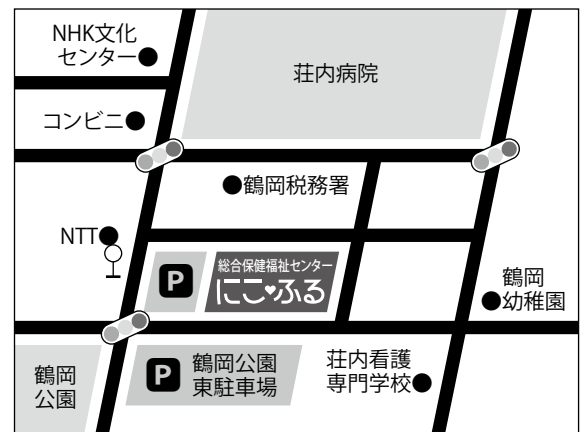 NHK文化
センター●
荘内病院
コンビニ●
●鶴岡税務署
NTT●
P
総合保健福祉センター
にこ♥ふる
鶴岡
●幼稚園
鶴岡
公園
P
鶴岡公園
東駐車場
荘内看護
専門学校●